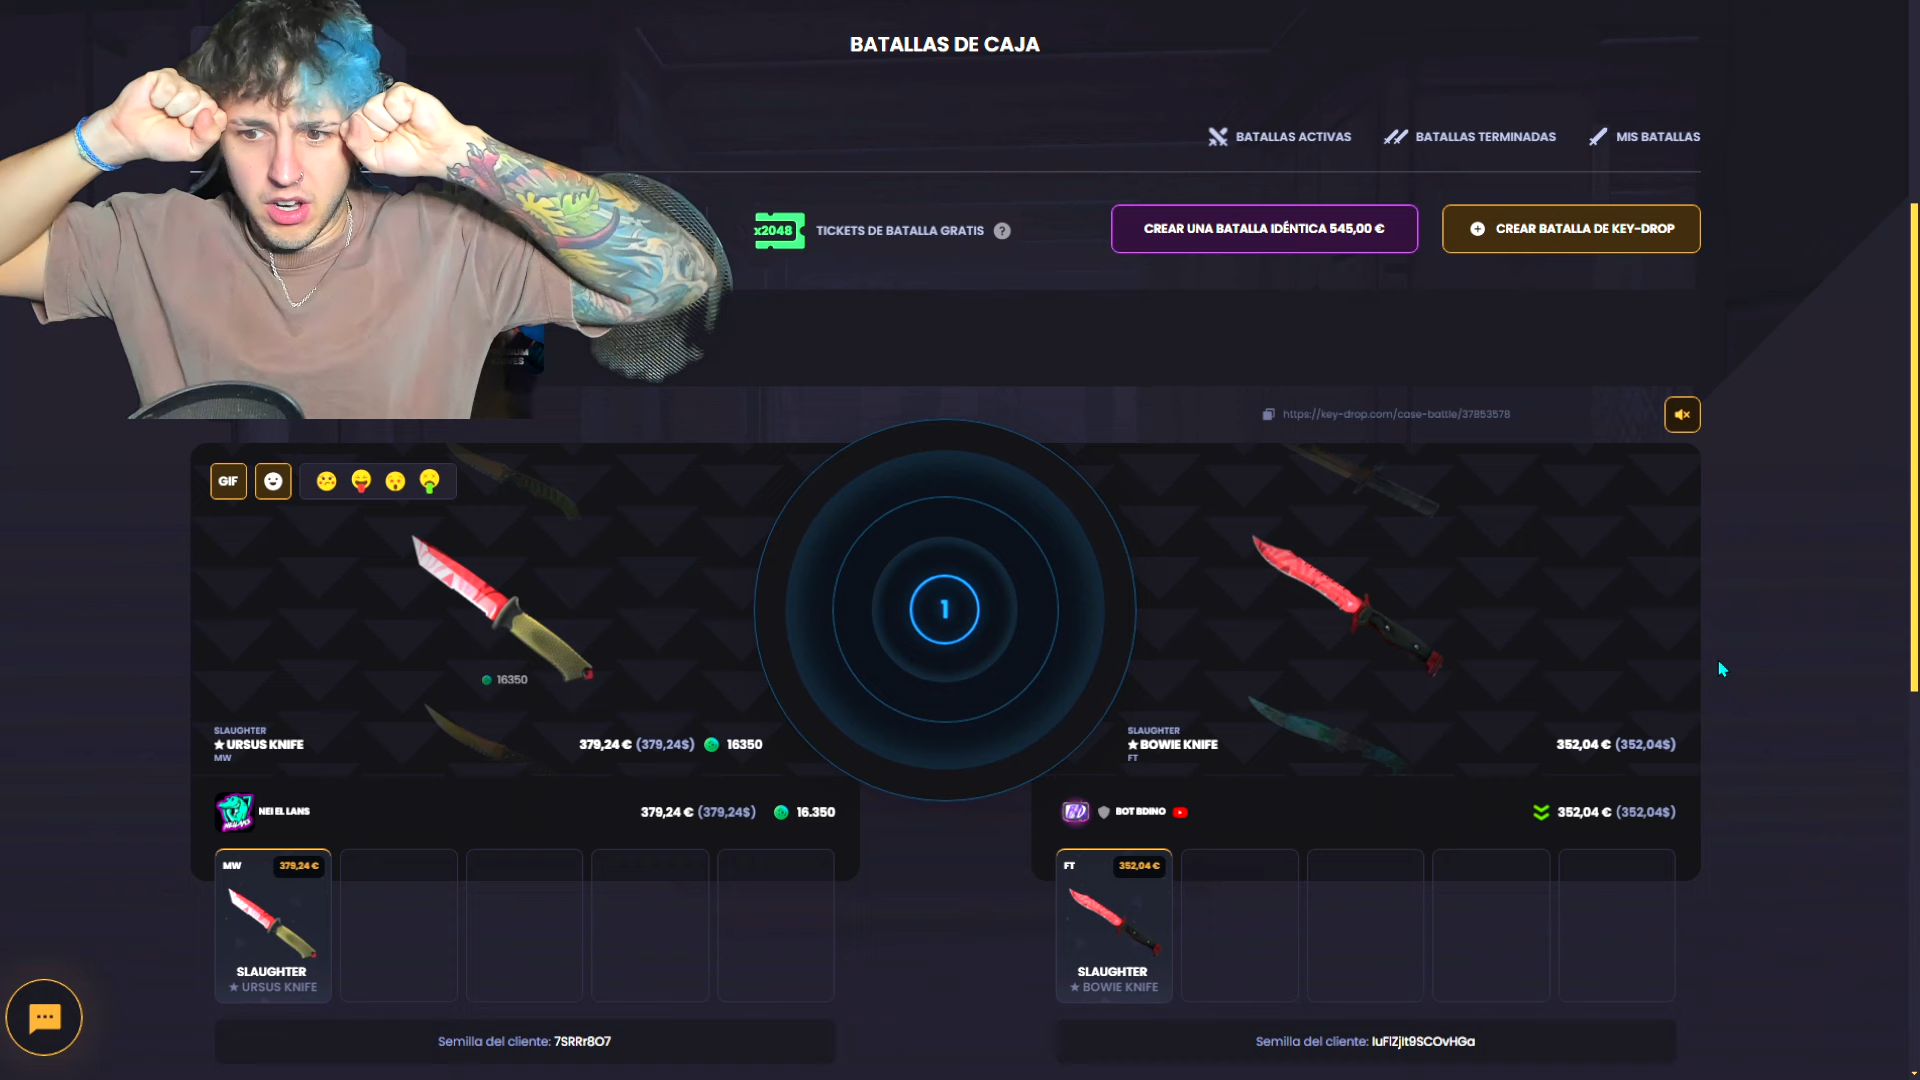 BATALLAS DE CAJA
BATALLAS ACTIVAS
BATALLAS TERMINADAS
MIS BATALLAS
x2048
TICKETS DE BATALLA GRATIS ?
CREAR UNA BATALLA IDÉNTICA 545,00 €
CREAR BATALLA DE KEY-DROP
https://key-drop.com/case-battle/37853578
GIF
1
16350
SLAUGHTER
★ URSUS KNIFE
MW
379,24 € (379,24$) 16350
SLAUGHTER
★ BOWIE KNIFE
FT
352,04 € (352,04$)
NEI EL LANS
379,24 € (379,24$) 16.350
BOT BDINO
352,04 € (352,04$)
MW 379,24 €
SLAUGHTER
★ URSUS KNIFE
FT 352,04 €
SLAUGHTER
★ BOWIE KNIFE
Semilla del cliente: 7SRRr8O7
Semilla del cliente: IuFIZjIt9SCOvHGa